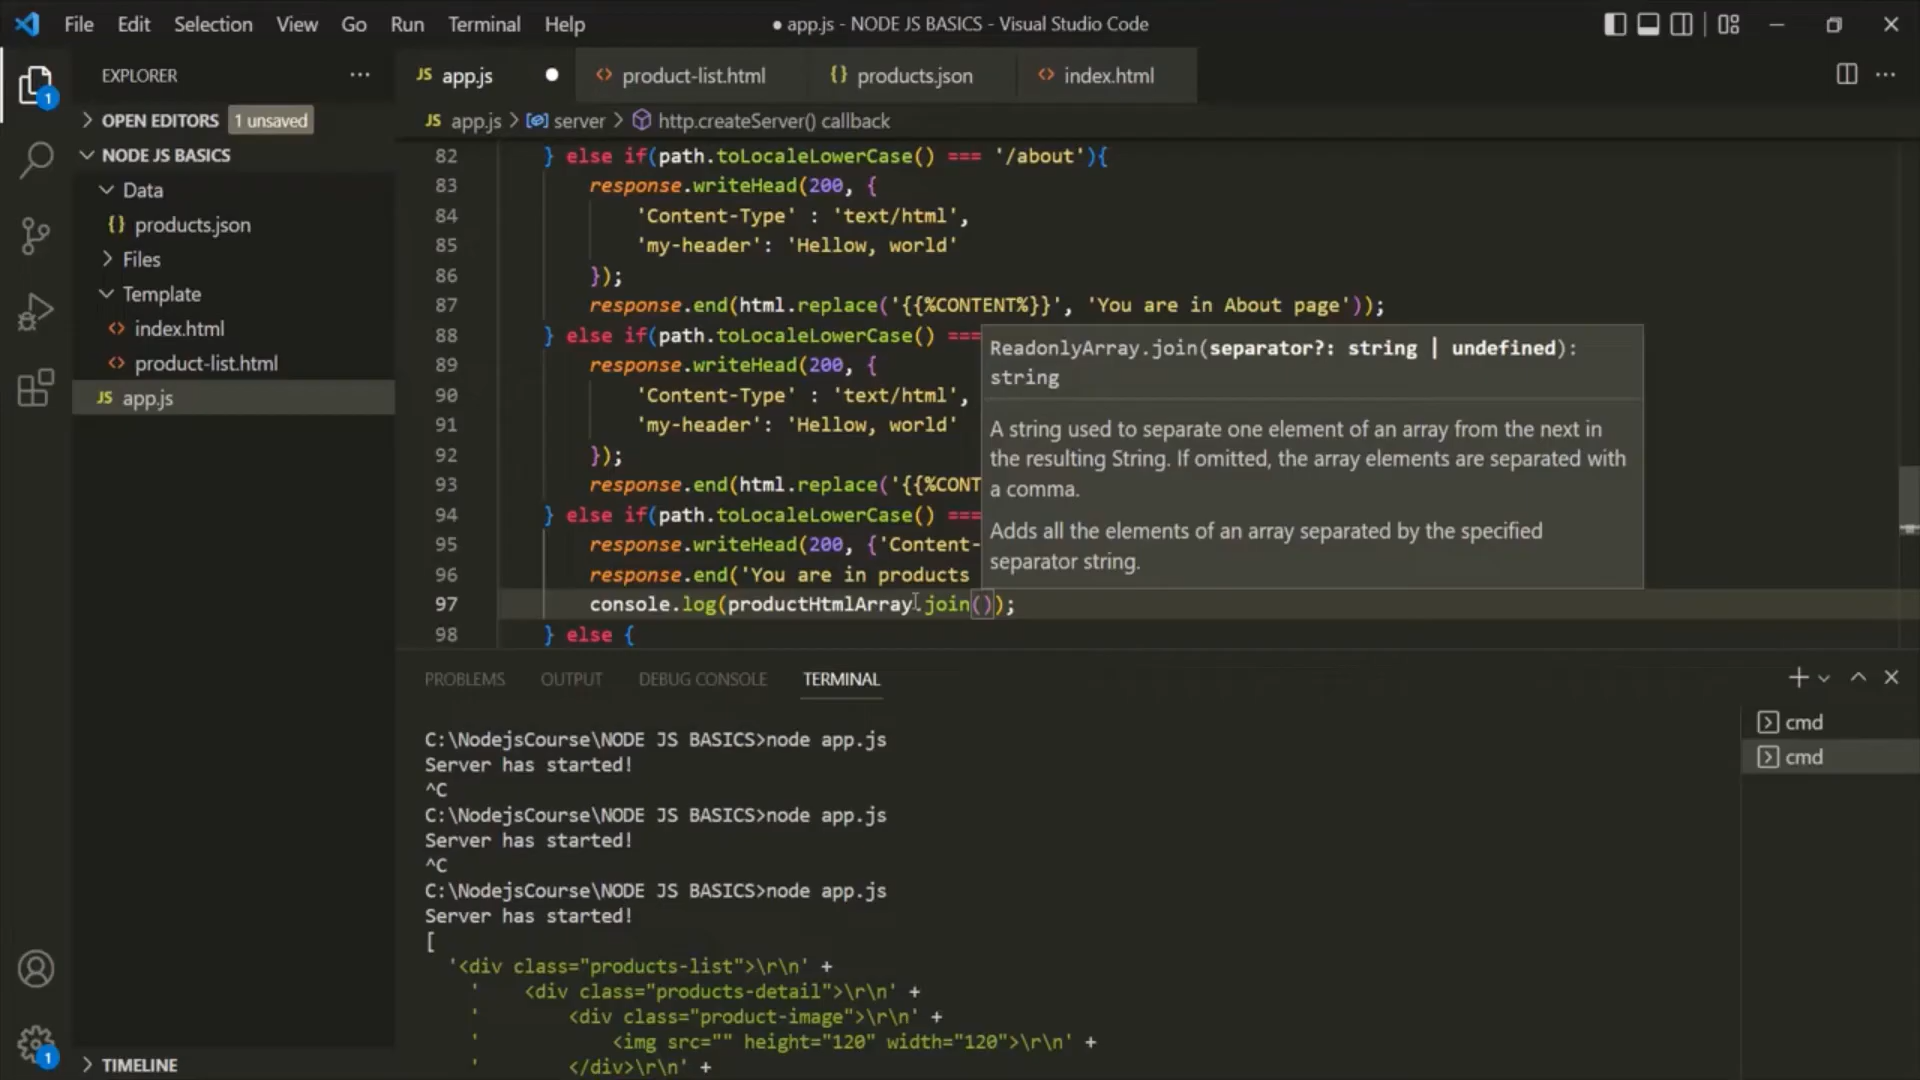 File Edit Selection View Go Run Terminal Help
● app.js - NODE JS BASICS - Visual Studio Code
EXPLORER
OPEN EDITORS 1 unsaved
NODE JS BASICS
Data
{} products.json
Files
Template
<> index.html
<> product-list.html
JS app.js
TIMELINE
1
1
JS app.js ● <> product-list.html {} products.json <> index.html
JS app.js > server > http.createServer() callback
82 } else if(path.toLocaleLowerCase() === '/about'){
83 response.writeHead(200, {
84 'Content-Type' : 'text/html',
85 'my-header': 'Hellow, world'
86 });
87 response.end(html.replace('{{%CONTENT%}}', 'You are in About page'));
88 } else if(path.toLocaleLowerCase() ===
89 response.writeHead(200, {
90 'Content-Type' : 'text/html',
91 'my-header': 'Hellow, world'
92 });
93 response.end(html.replace('{{%CONT
94 } else if(path.toLocaleLowerCase() ===
95 response.writeHead(200, {'Content-
96 response.end('You are in products
97 console.log(productHtmlArray.join());
98 } else {
ReadonlyArray.join(separator?: string | undefined):
string
A string used to separate one element of an array from the next in
the resulting String. If omitted, the array elements are separated with
a comma.
Adds all the elements of an array separated by the specified
separator string.
PROBLEMS OUTPUT DEBUG CONSOLE TERMINAL
C:\NodejsCourse\NODE JS BASICS>node app.js
Server has started!
^C
C:\NodejsCourse\NODE JS BASICS>node app.js
Server has started!
^C
C:\NodejsCourse\NODE JS BASICS>node app.js
Server has started!
[
'<div class="products-list">\r\n' +
' <div class="products-detail">\r\n' +
' <div class="product-image">\r\n' +
' <img src="" height="120" width="120">\r\n' +
' </div>\r\n' +
cmd
cmd